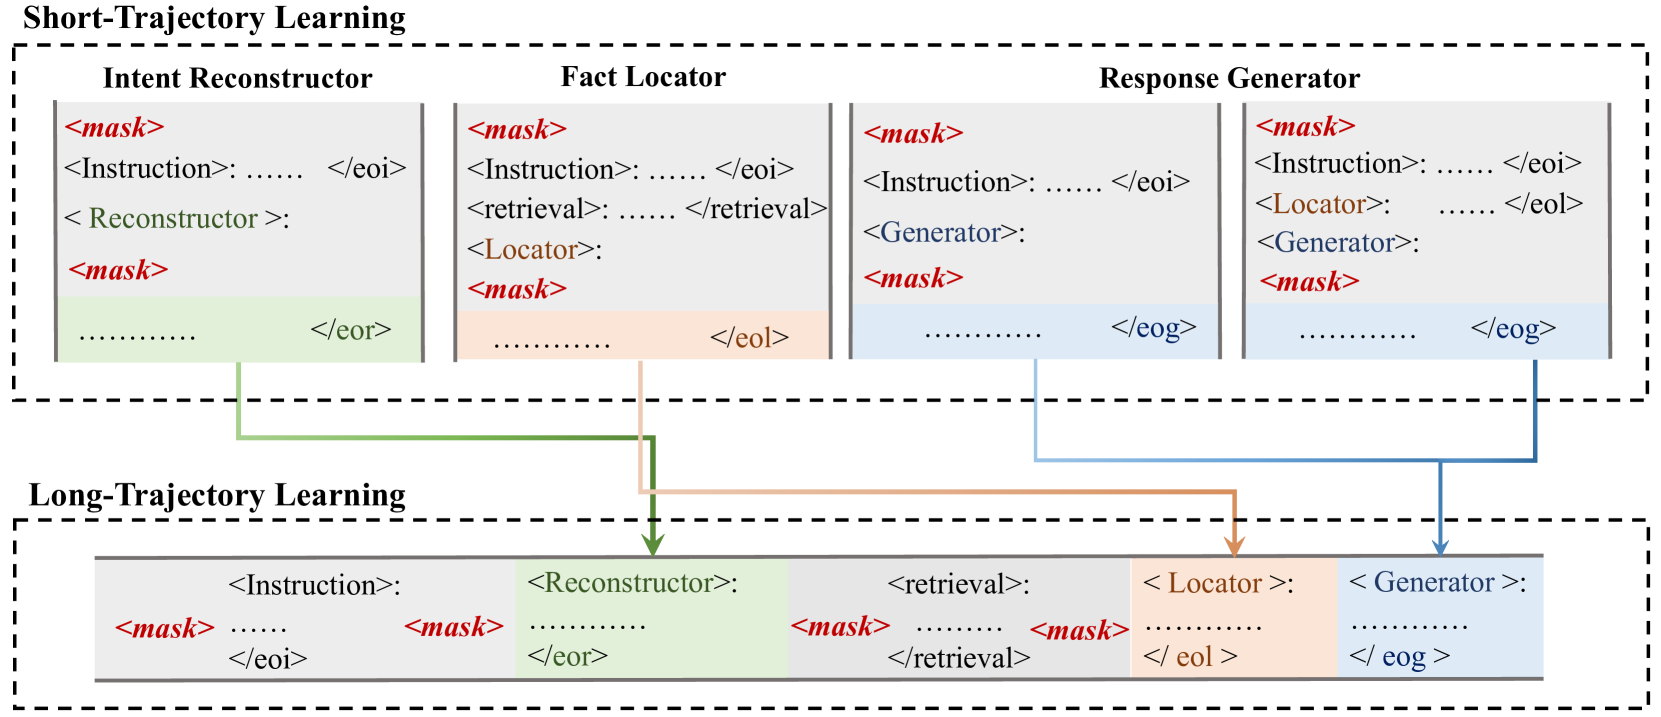 Short-Trajectory Learning
Intent Reconstructor
<mask>
<Instruction>: …… </eoi>
< Reconstructor >:
<mask>
………… </eor>
Fact Locator
<mask>
<Instruction>: …… </eoi>
<retrieval>: …… </retrieval>
<Locator>:
<mask>
………… </eol>
Response Generator
<mask>
<Instruction>: …… </eoi>
<Generator>:
<mask>
………… </eog>
<mask>
<Instruction>: …… </eoi>
<Locator>: …… </eol>
<Generator>:
<mask>
………… </eog>
Long-Trajectory Learning
<Instruction>:
<mask> …… <mask>
</eoi>
<Reconstructor>:
…………
</eor>
<retrieval>:
<mask> ……… <mask>
</retrieval>
< Locator >:
…………
</ eol >
< Generator >:
…………
</ eog >